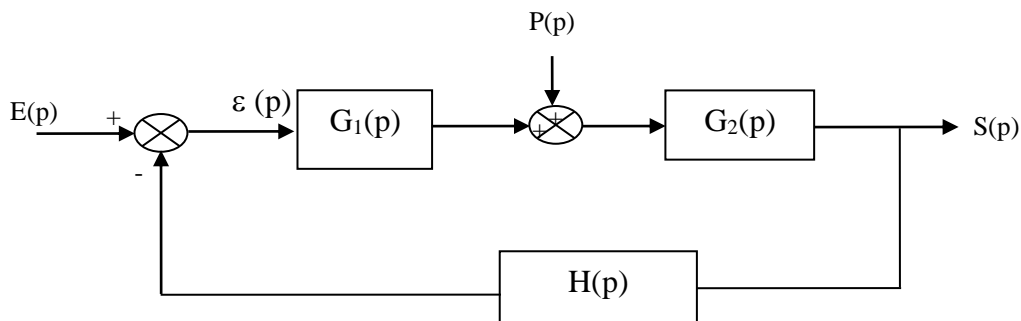 P(p)
E(p)
+
ε (p)
G₁(p)
+
+
G₂(p)
S(p)
-
H(p)